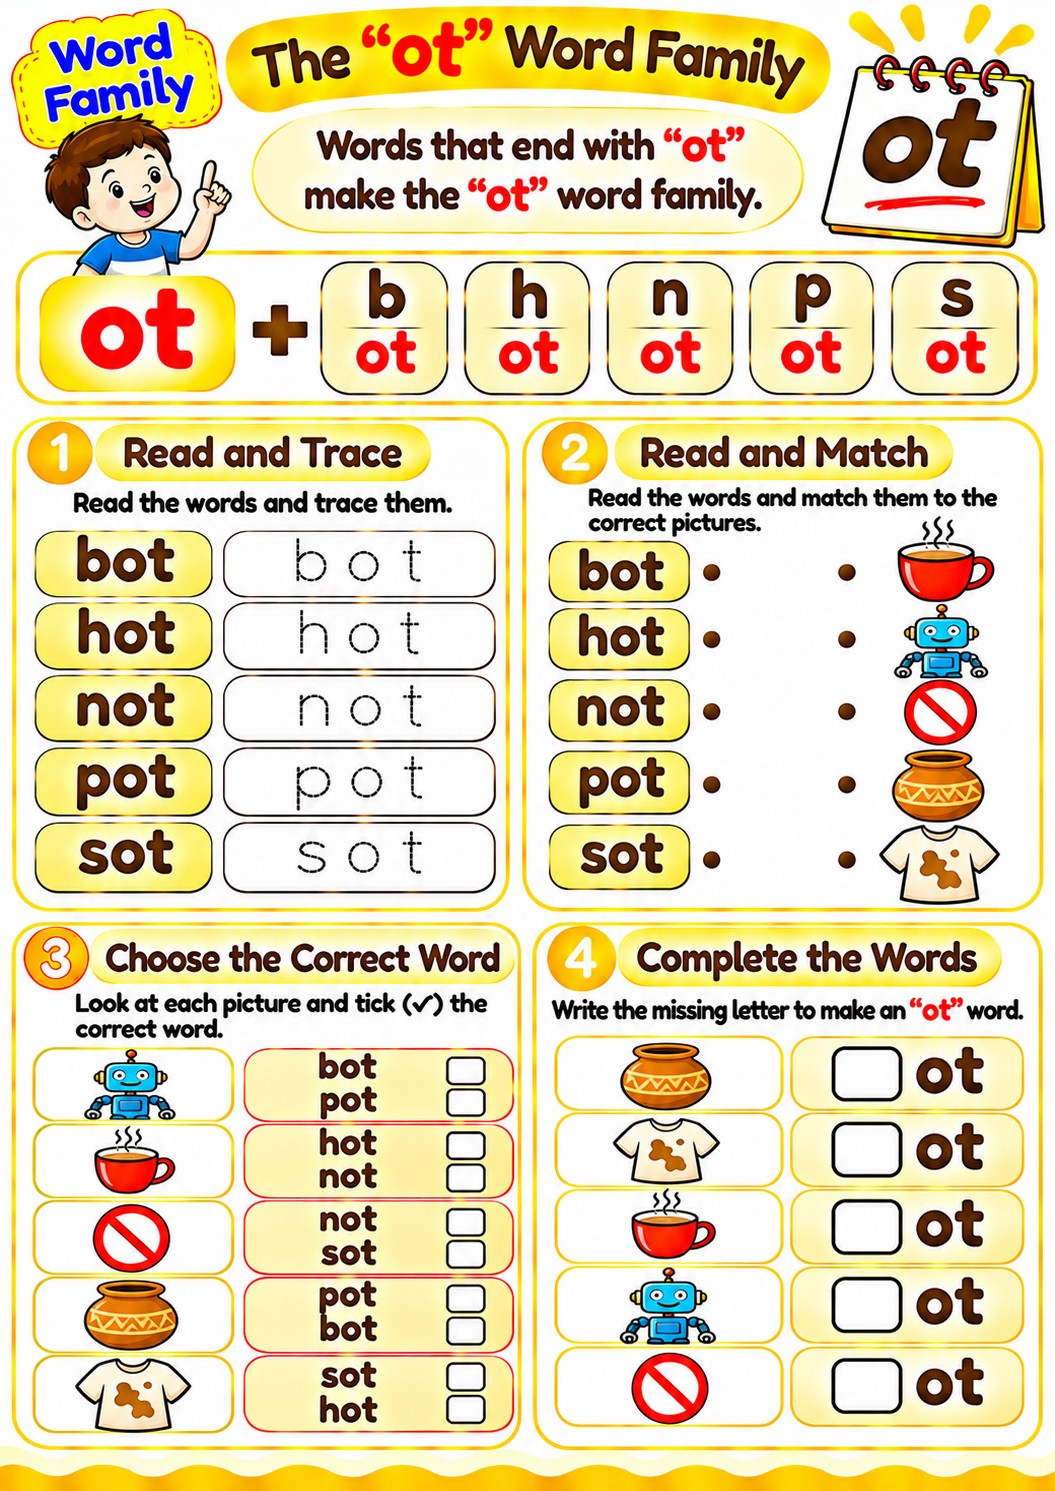 Word
Family
The “ot” Word Family
Words that end with “ot”
make the “ot” word family.
ot
ot + b h n p s
ot ot ot ot ot
1 Read and Trace
Read the words and trace them.
bot b o t
hot h o t
not n o t
pot p o t
sot s o t
2 Read and Match
Read the words and match them to the
correct pictures.
bot
hot
not
pot
sot
3 Choose the Correct Word
Look at each picture and tick (✓) the
correct word.
bot
pot
hot
not
not
sot
pot
bot
sot
hot
4 Complete the Words
Write the missing letter to make an “ot” word.
ot
ot
ot
ot
ot